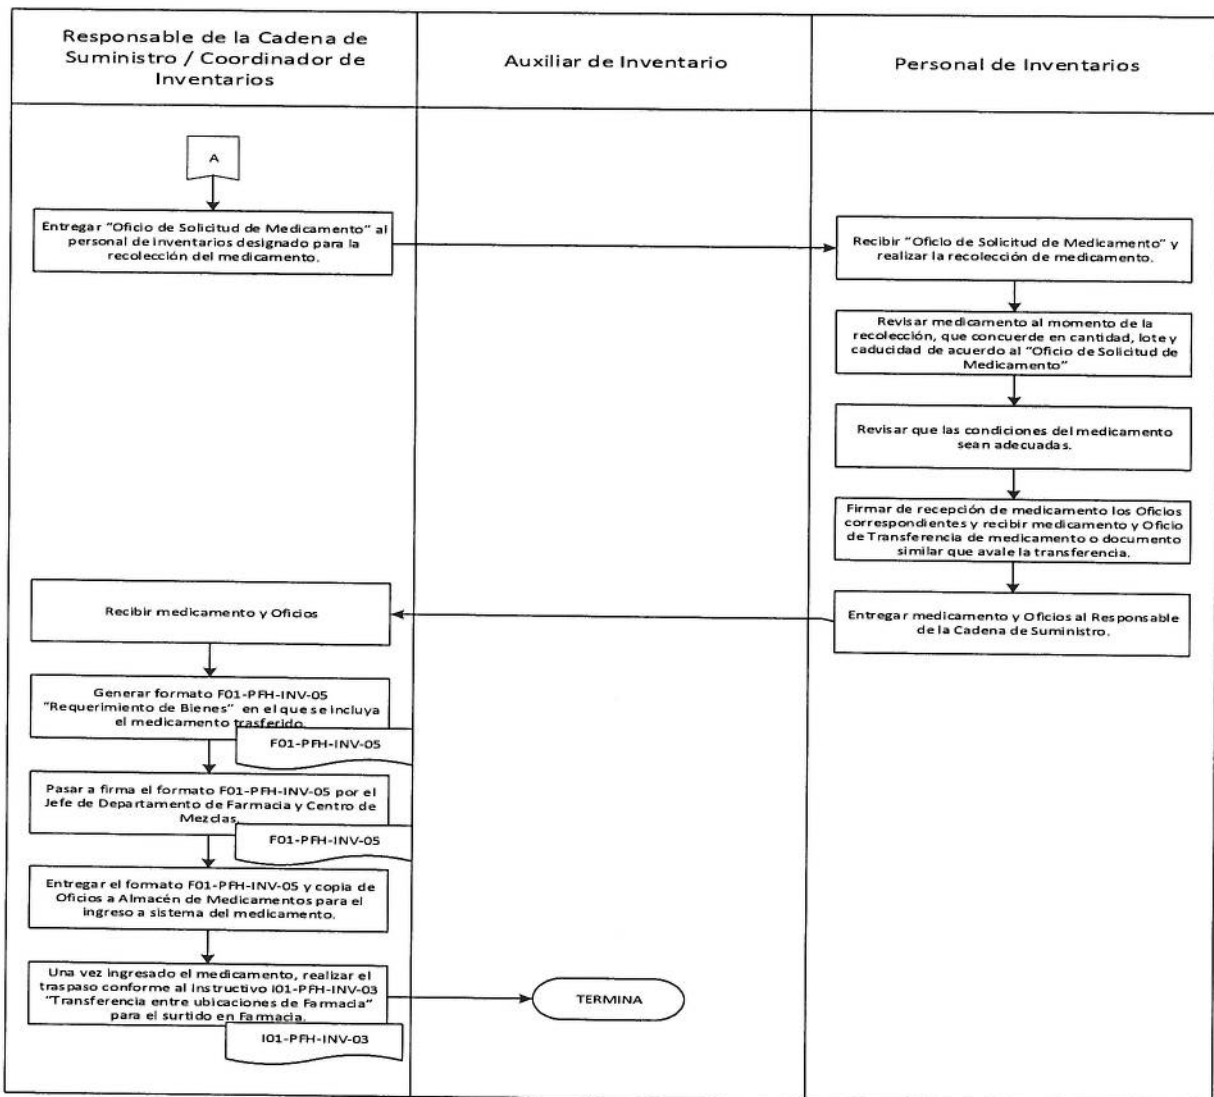 Responsable de la Cadena de
Suministro / Coordinador de
Inventarios
Auxiliar de Inventario
Personal de Inventarios
A
Entregar "Oficio de Solicitud de Medicamento" al
personal de inventarios designado para la
recolección del medicamento.
Recibir "Oficio de Solicitud de Medicamento" y
realizar la recolección de medicamento.
Revisar medicamento al momento de la
recolección, que concuerde en cantidad, lote y
caducidad de acuerdo al "Oficio de Solicitud de
Medicamento"
Revisar que las condiciones del medicamento
sean adecuadas.
Firmar de recepción de medicamento los Oficios
correspondientes y recibir medicamento y Oficio
de Transferencia de medicamento o documento
similar que avale la transferencia.
Entregar medicamento y Oficios al Responsable
de la Cadena de Suministro.
Recibir medicamento y Oficios
Generar formato F01-PFH-INV-05
"Requerimiento de Bienes" en el que se incluya
el medicamento trasferido.
F01-PFH-INV-05
Pasar a firma el formato F01-PFH-INV-05 por el
Jefe de Departamento de Farmacia y Centro de
Mezclas.
F01-PFH-INV-05
Entregar el formato F01-PFH-INV-05 y copia de
Oficios a Almacén de Medicamentos para el
ingreso a sistema del medicamento.
Una vez ingresado el medicamento, realizar el
traspaso conforme al Instructivo I01-PFH-INV-03
"Transferencia entre ubicaciones de Farmacia"
para el surtido en Farmacia.
I01-PFH-INV-03
TERMINA